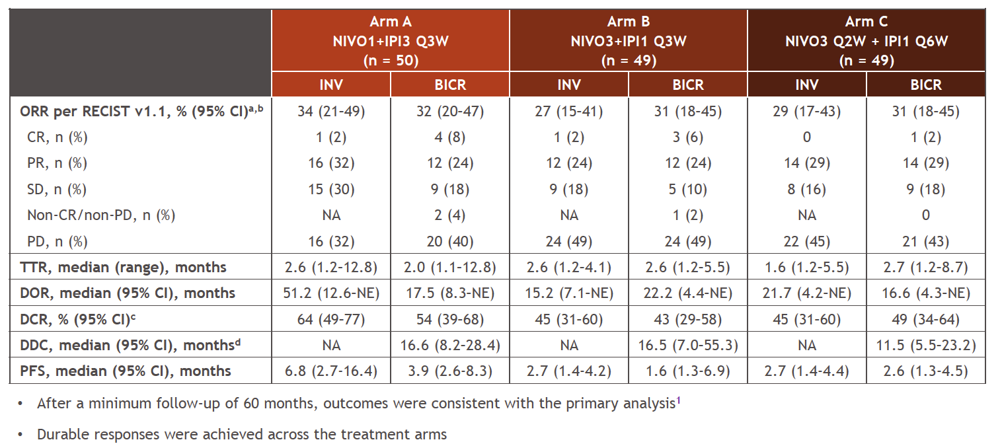 Arm A
NIVO1+IPI3 Q3W
(n = 50)
Arm B
NIVO3+IPI1 Q3W
(n = 49)
Arm C
NIVO3 Q2W + IPI1 Q6W
(n = 49)
INV BICR INV BICR INV BICR
ORR per RECIST v1.1, % (95% CI)a,b 34 (21-49) 32 (20-47) 27 (15-41) 31 (18-45) 29 (17-43) 31 (18-45)
CR, n (%) 1 (2) 4 (8) 1 (2) 3 (6) 0 1 (2)
PR, n (%) 16 (32) 12 (24) 12 (24) 12 (24) 14 (29) 14 (29)
SD, n (%) 15 (30) 9 (18) 9 (18) 5 (10) 8 (16) 9 (18)
Non-CR/non-PD, n (%) NA 2 (4) NA 1 (2) NA 0
PD, n (%) 16 (32) 20 (40) 24 (49) 24 (49) 22 (45) 21 (43)
TTR, median (range), months 2.6 (1.2-12.8) 2.0 (1.1-12.8) 2.6 (1.2-4.1) 2.6 (1.2-5.5) 1.6 (1.2-5.5) 2.7 (1.2-8.7)
DOR, median (95% CI), months 51.2 (12.6-NE) 17.5 (8.3-NE) 15.2 (7.1-NE) 22.2 (4.4-NE) 21.7 (4.2-NE) 16.6 (4.3-NE)
DCR, % (95% CI)c 64 (49-77) 54 (39-68) 45 (31-60) 43 (29-58) 45 (31-60) 49 (34-64)
DDC, median (95% CI), monthsd NA 16.6 (8.2-28.4) NA 16.5 (7.0-55.3) NA 11.5 (5.5-23.2)
PFS, median (95% CI), months 6.8 (2.7-16.4) 3.9 (2.6-8.3) 2.7 (1.4-4.2) 1.6 (1.3-6.9) 2.7 (1.4-4.4) 2.6 (1.3-4.5)
• After a minimum follow-up of 60 months, outcomes were consistent with the primary analysis1
• Durable responses were achieved across the treatment arms